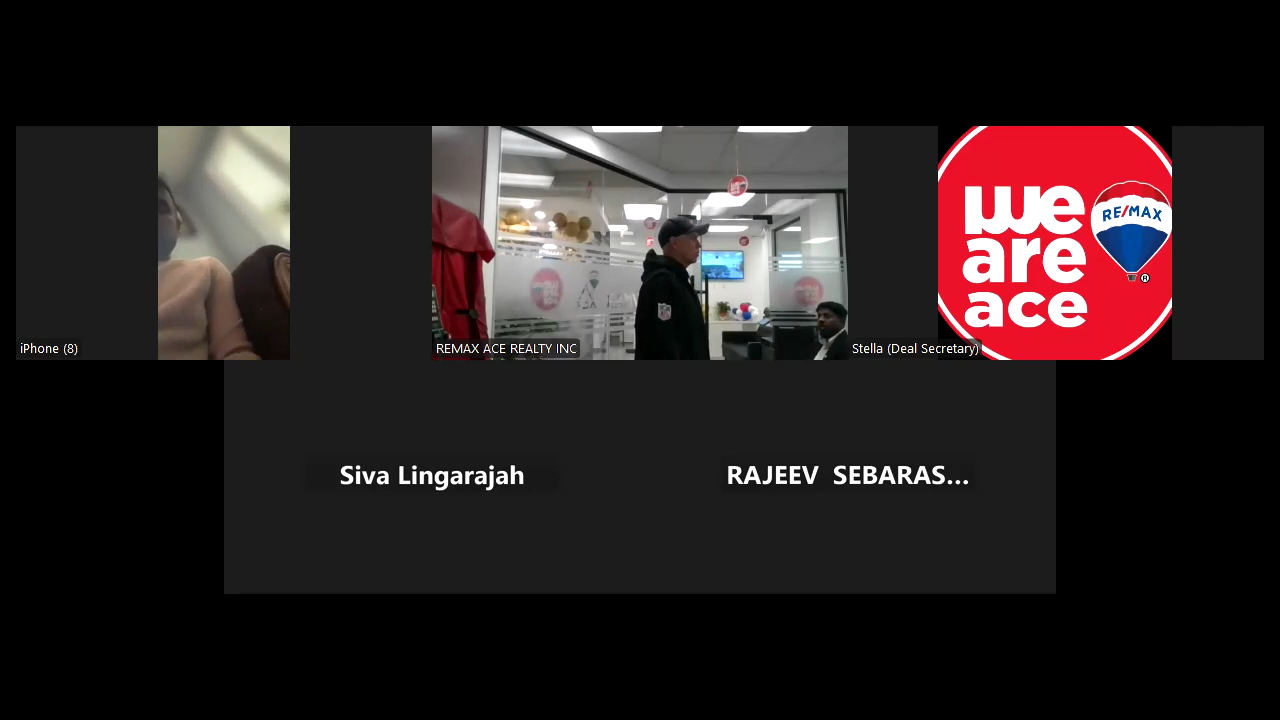 we
are
ace
RE/MAX
®
iPhone (8)
REMAX ACE REALTY INC
Stella (Deal Secretary)
Siva Lingarajah
RAJEEV SEBARAS...